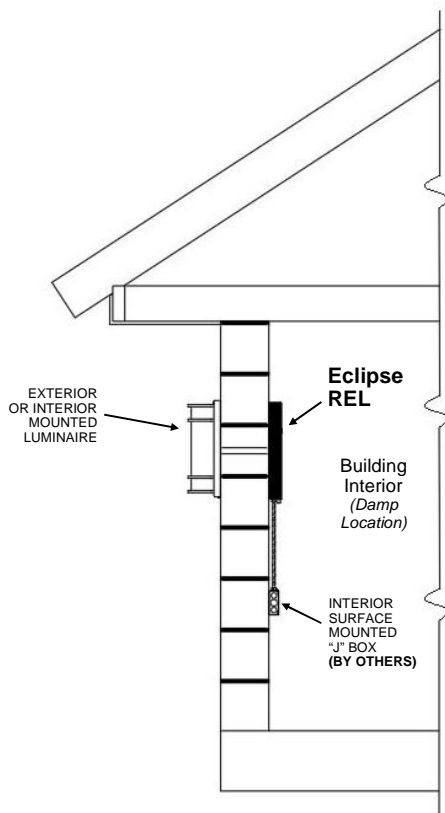 Eclipse
REL
EXTERIOR
OR INTERIOR
MOUNTED
LUMINAIRE
Building
Interior
(Damp
Location)
INTERIOR
SURFACE
MOUNTED
“J” BOX
(BY OTHERS)